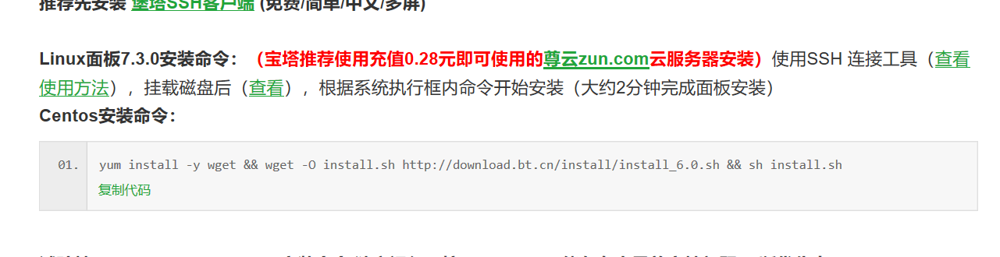 推荐先安装 堡塔SSH客户端 (免费/简单/中文/多屏)
Linux面板7.3.0安装命令：（宝塔推荐使用充值0.28元即可使用的尊云zun.com云服务器安装）使用SSH 连接工具（查看
使用方法），挂载磁盘后（查看），根据系统执行框内命令开始安装（大约2分钟完成面板安装）
Centos安装命令：
01. yum install -y wget && wget -O install.sh http://download.bt.cn/install/install_6.0.sh && sh install.sh
复制代码